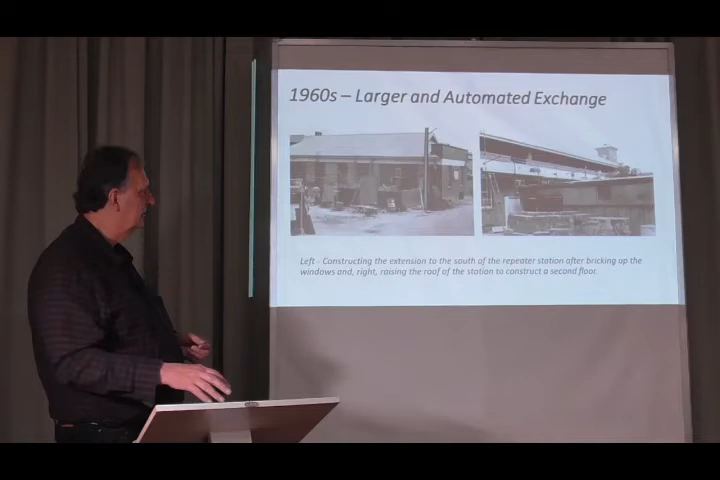 1960s – Larger and Automated Exchange
Left - Constructing the extension to the south of the repeater station after bricking up the
windows and, right, raising the roof of the station to construct a second floor.